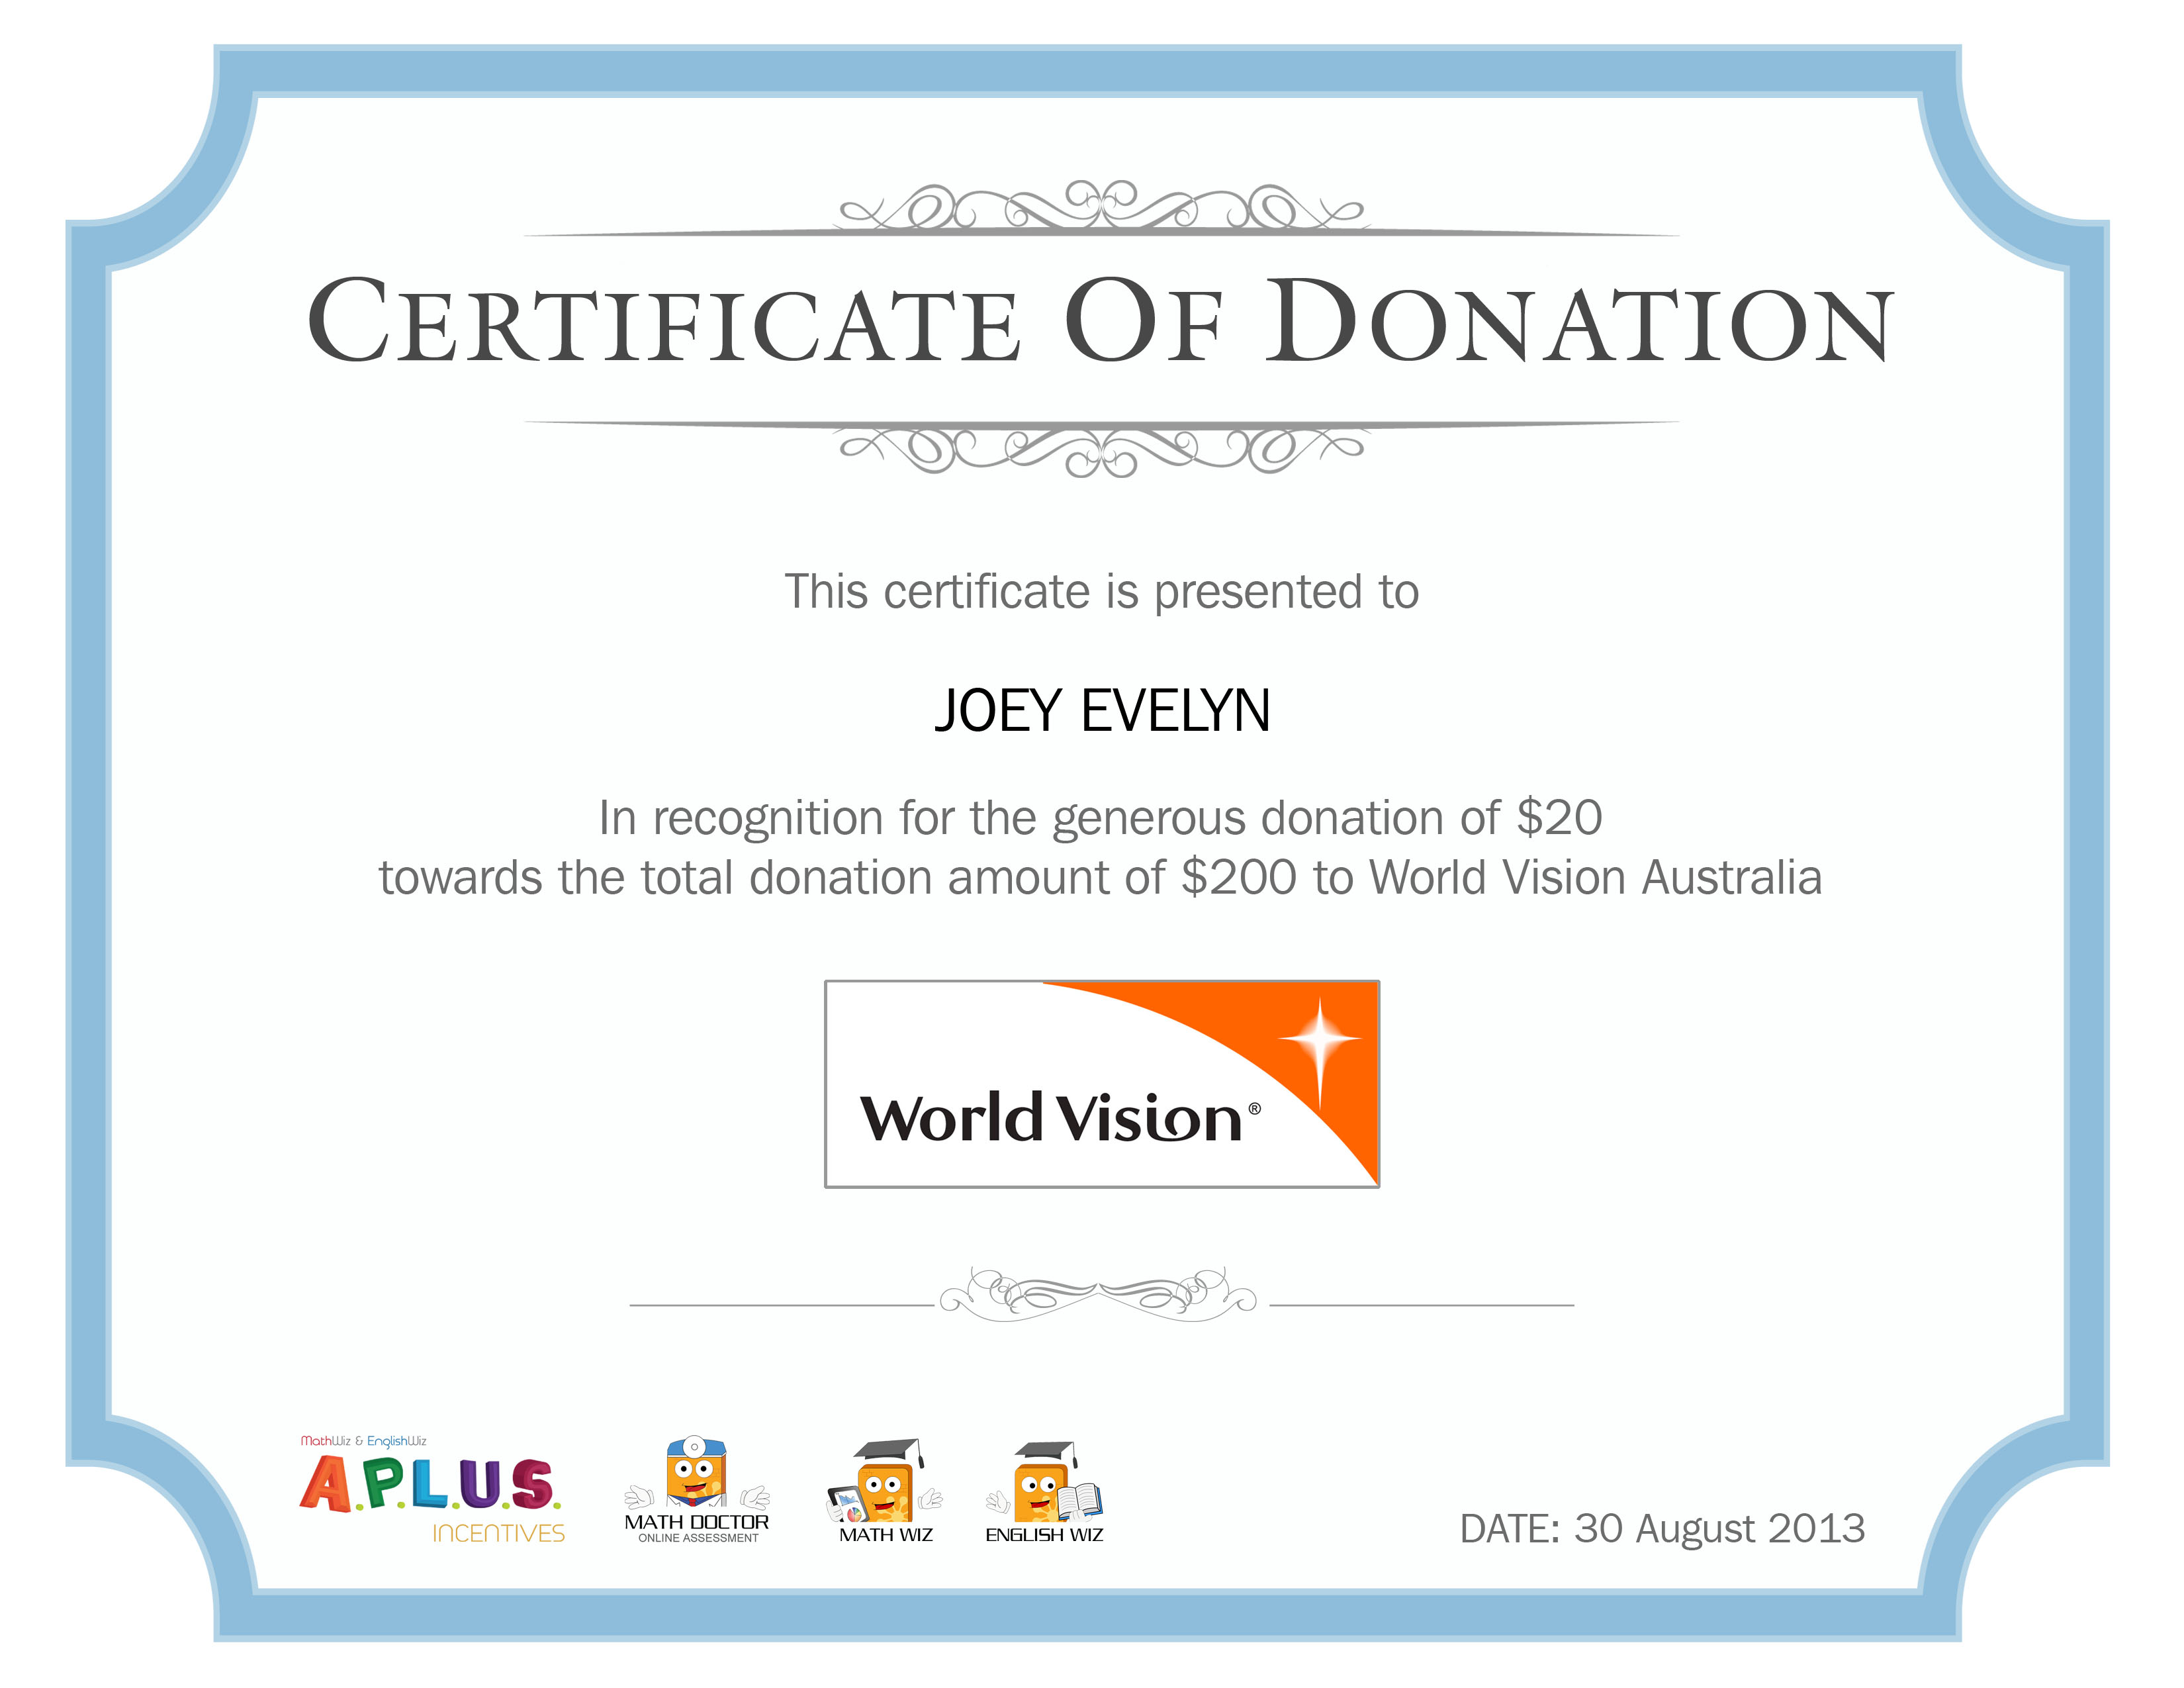 CERTIFICATE OF DONATION
This certificate is presented to
JOEY EVELYN
In recognition for the generous donation of $20
towards the total donation amount of $200 to World Vision Australia
World Vision®
MathWiz & EnglishWiz
A.P.L.U.S.
INCENTIVES
MATH DOCTOR
ONLINE ASSESSMENT
MATH WIZ
ENGLISH WIZ
DATE: 30 August 2013